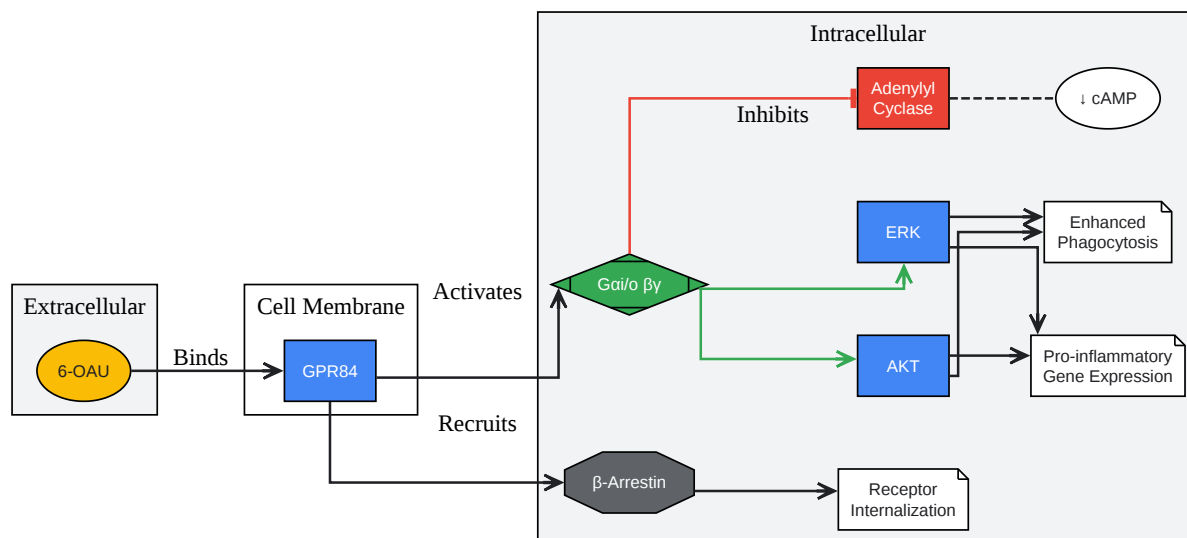 Intracellular
Adenylyl
Cyclase
↓ cAMP
Inhibits
ERK
Enhanced
Phagocytosis
Gαi/o βγ
Activates
Extracellular
Cell Membrane
6-OAU
Binds
GPR84
AKT
Pro-inflammatory
Gene Expression
Recruits
β-Arrestin
Receptor
Internalization